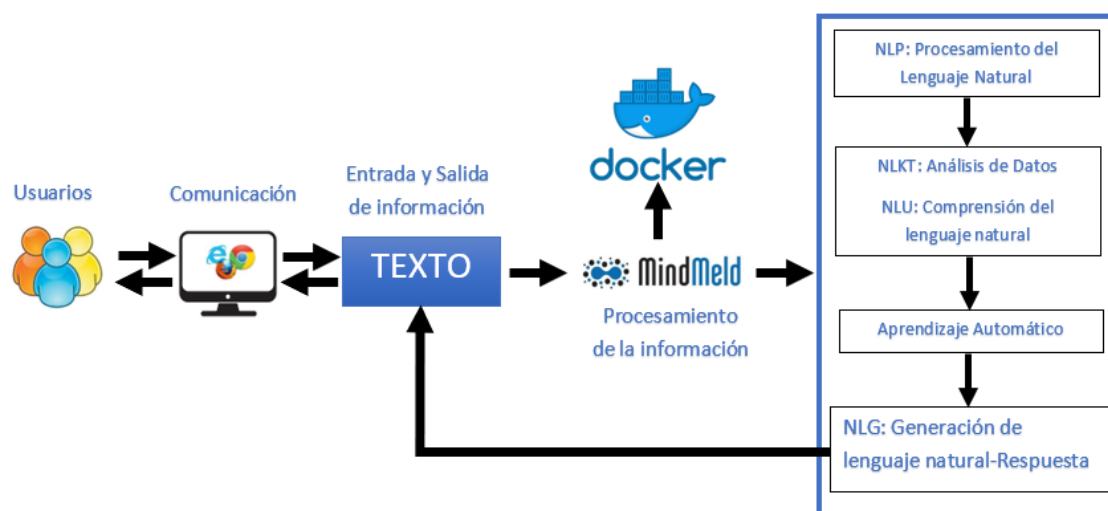 Usuarios
Comunicación
Entrada y Salida
de información
TEXTO
docker
MindMeld
Procesamiento
de la información
NLP: Procesamiento del
Lenguaje Natural
NLKT: Análisis de Datos
NLU: Comprensión del
lenguaje natural
Aprendizaje Automático
NLG: Generación de
lenguaje natural-Respuesta